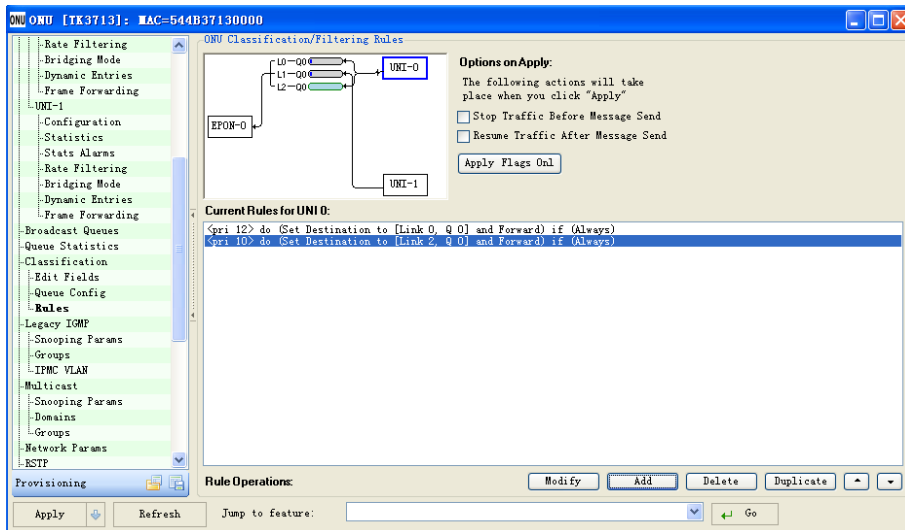 ONU ONU [TK3713]: MAC=544B37130000
Rate Filtering
Bridging Mode
Dynamic Entries
Frame Forwarding
UNI-1
Configuration
Statistics
Stats Alarms
Rate Filtering
Bridging Mode
Dynamic Entries
Frame Forwarding
Broadcast Queues
Queue Statistics
Classification
Edit Fields
Queue Config
Rules
Legacy IGMP
Snooping Params
Groups
IPMC VLAN
Multicast
Snooping Params
Domains
Groups
Network Params
RSTP
Provisioning
ONU Classification/Filtering Rules
L0-Q0
L1-Q0
L2-Q0
UNI-0
EPON-0
UNI-1
Options on Apply:
The following actions will take
place when you click "Apply"
Stop Traffic Before Message Send
Resume Traffic After Message Send
Apply Flags Onl
Current Rules for UNI 0:
<pri 12> do (Set Destination to [Link 0, Q 0] and Forward) if (Always)
<pri 10> do (Set Destination to [Link 2, Q 0] and Forward) if (Always)
Rule Operations:
Modify
Add
Delete
Duplicate
Apply
Refresh
Jump to feature:
Go